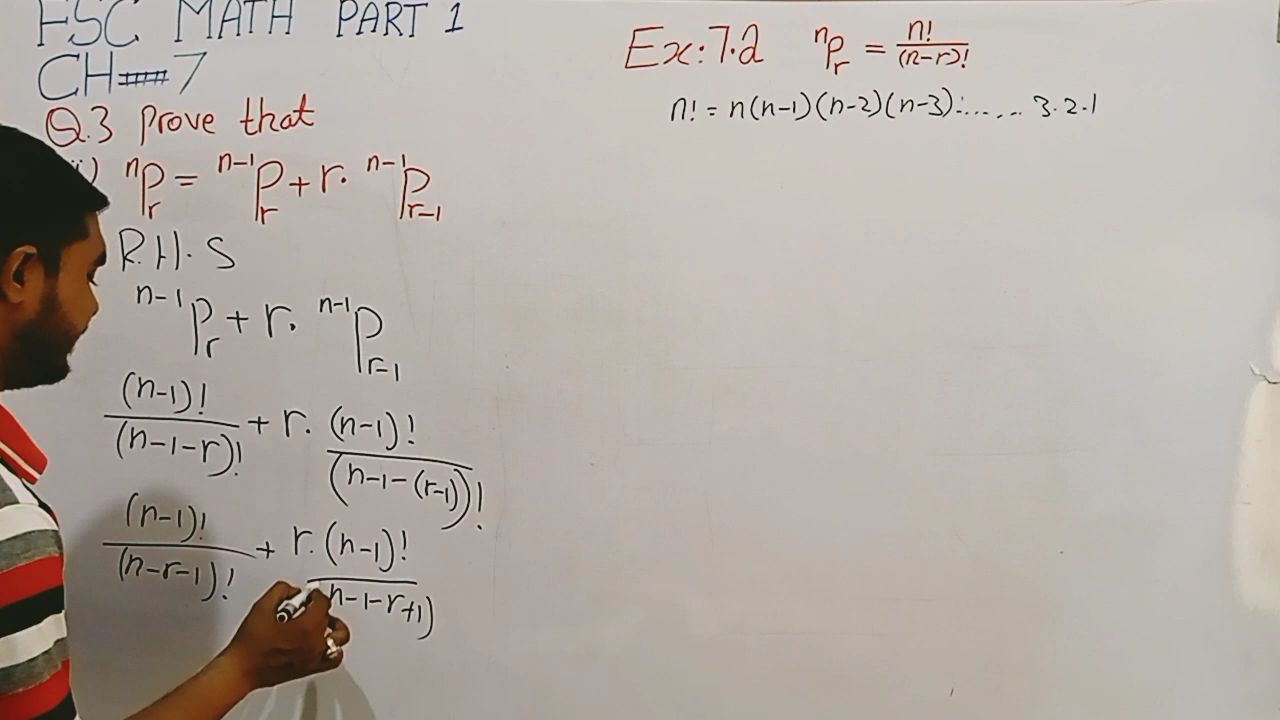 FSC MATH PART 1
CH 7
Q.3 Prove that
ⁿPᵣ = ⁿ⁻¹Pᵣ + r. ⁿ⁻¹Pᵣ₋₁
R.H.S
ⁿ⁻¹Pᵣ + r. ⁿ⁻¹Pᵣ₋₁
(n-1)!/(n-1-r)! + r. (n-1)!/(n-1-(r-1))!
(n-1)!/(n-r-1)! + r.(n-1)!/n-1-r+1)
Ex:7.2 ⁿPᵣ = n!/(n-r)!
n! = n(n-1)(n-2)(n-3)....... 3.2.1